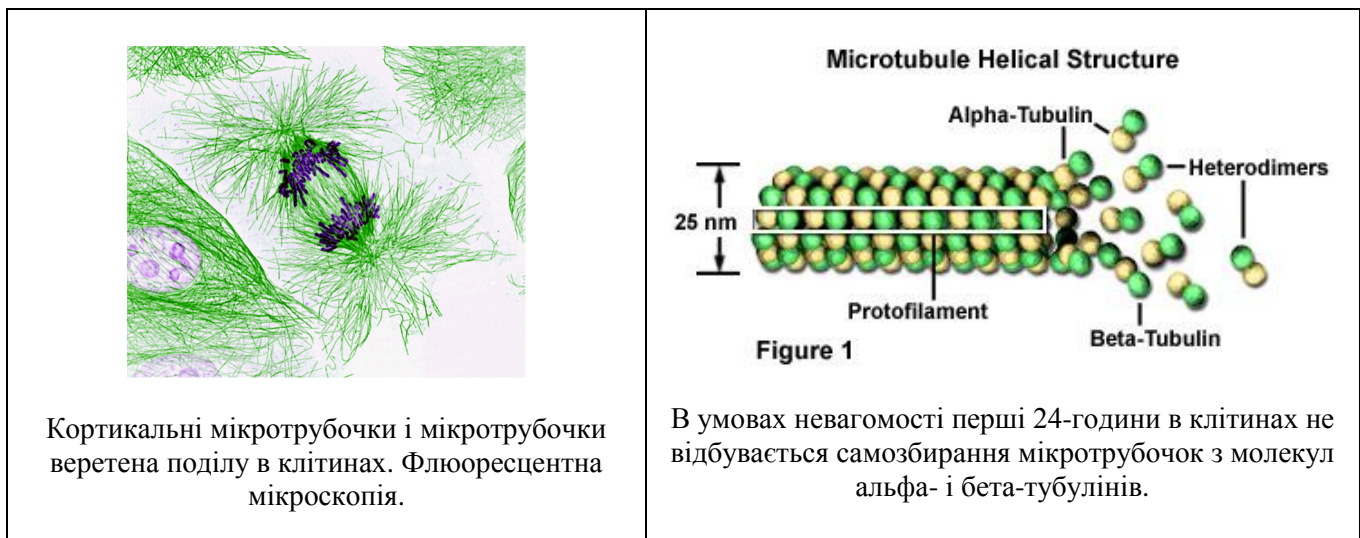 Кортикальні мікротрубочки і мікротрубочки
веретена поділу в клітинах. Флюоресцентна
мікроскопія.
Microtubule Helical Structure
Alpha-Tubulin
Heterodimers
25 nm
Protofilament
Beta-Tubulin
Figure 1
В умовах невагомості перші 24-години в клітинах не
відбувається самозбирання мікротрубочок з молекул
альфа- і бета-тубулінів.